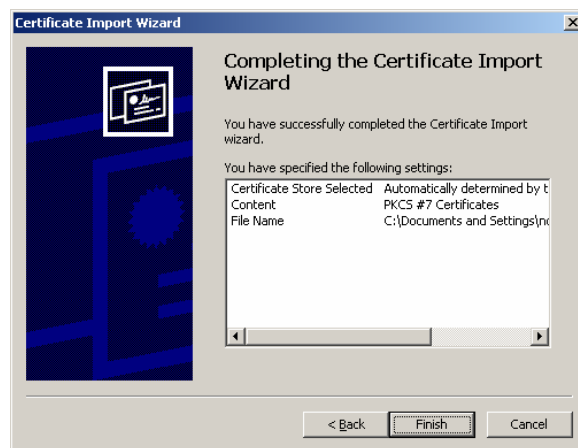 Certificate Import Wizard
Completing the Certificate Import
Wizard
You have successfully completed the Certificate Import
wizard.
You have specified the following settings:
Certificate Store Selected Automatically determined by t
Content PKCS #7 Certificates
File Name C:\Documents and Settings\no
< Back Finish Cancel